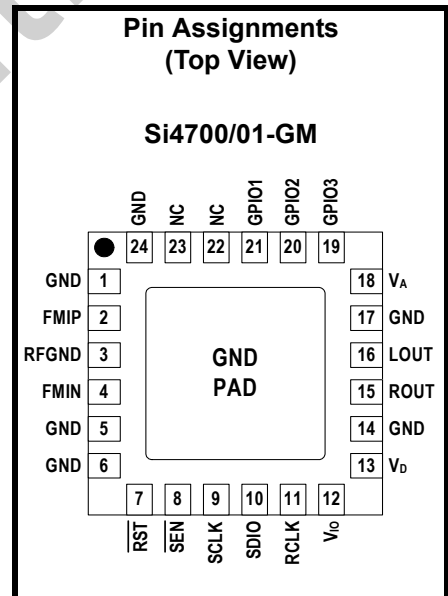 Pin Assignments
(Top View)
Si4700/01-GM
GND
NC
NC
GPIO1
GPIO2
GPIO3
24
23
22
21
20
19
GND 1
FMIP 2
RFGND 3
FMIN 4
GND 5
GND 6
GND
PAD
18 VA
17 GND
16 LOUT
15 ROUT
14 GND
13 VD
7
8
9
10
11
12
RST
SEN
SCLK
SDIO
RCLK
VIO